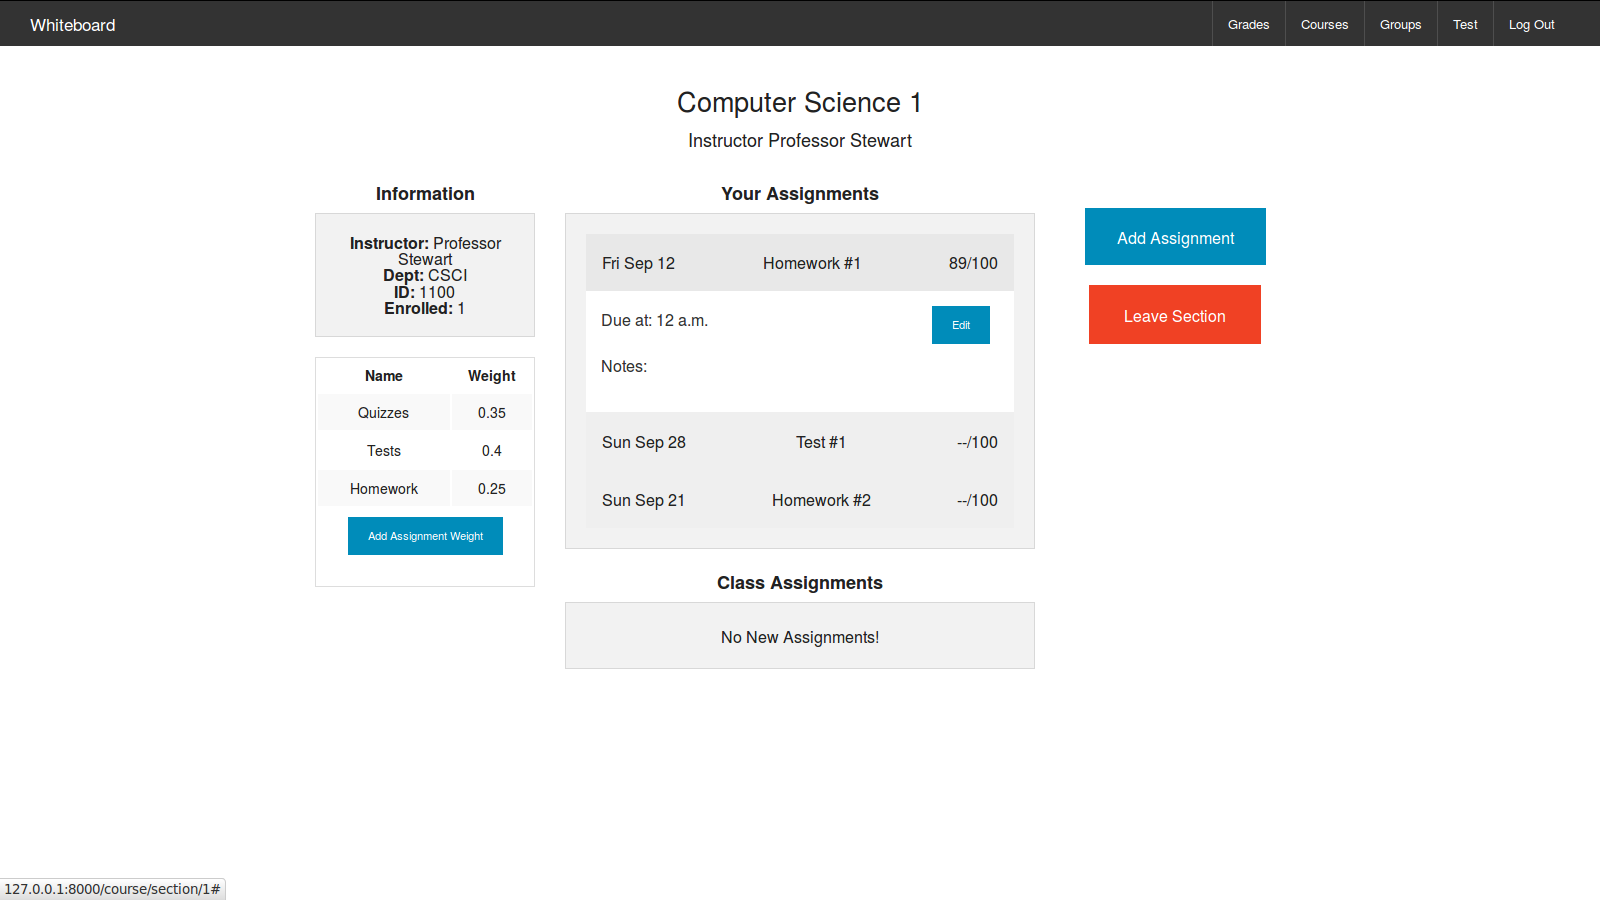 Whiteboard
Grades
Courses
Groups
Test
Log Out
Computer Science 1
Instructor Professor Stewart
Information
Instructor: Professor
Stewart
Dept: CSCI
ID: 1100
Enrolled: 1
Name Weight
Quizzes 0.35
Tests 0.4
Homework 0.25
Add Assignment Weight
Your Assignments
Fri Sep 12 Homework #1 89/100
Due at: 12 a.m.
Edit
Notes:
Sun Sep 28 Test #1 --/100
Sun Sep 21 Homework #2 --/100
Class Assignments
No New Assignments!
Add Assignment
Leave Section
127.0.0.1:8000/course/section/1#